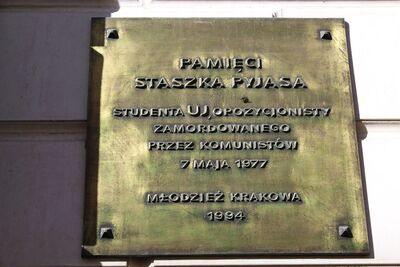 PAMIĘCI
STASZKA PYJASA
STUDENTA UJ, OPOZYCJONISTY
ZAMORDOWANEGO
PRZEZ KOMUNISTÓW
7 MAJA 1977
MŁODZIEŻ KRAKOWA
1994